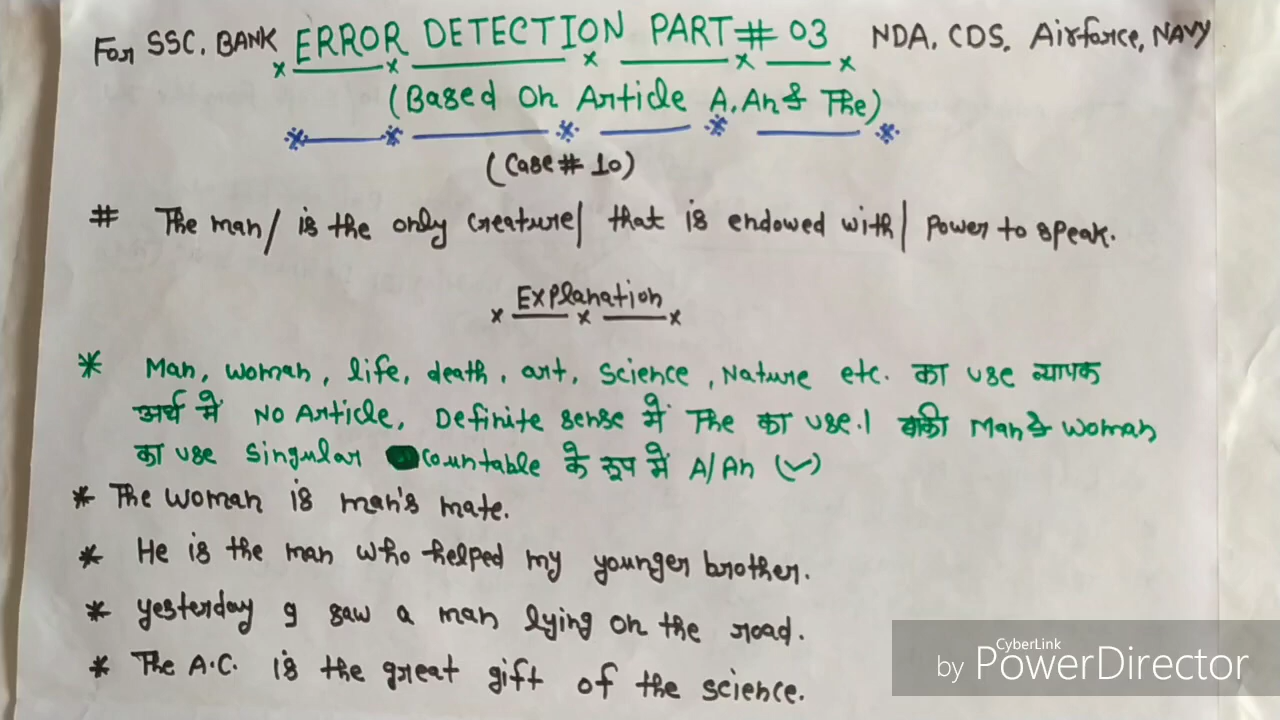 For SSC, BANK ERROR DETECTION PART # 03 NDA, CDS, Airforce, NAVY
(Based On Article A, An & The)
(Case # 10)
# The man/ is the only creature/ that is endowed with/ Power to speak.
Explanation
* Man, woman, life, death, art, Science, Nature etc. का use व्यापक
अर्थ में No Article, Definite sense में The का use.। बाकी Man & woman
का use Singular Countable के रूप में A/An (✓)
* The woman is man's mate.
* He is the man who helped my younger brother.
* Yesterday I saw a man lying on the road.
* The A.C. is the great gift of the science.
CyberLink
by PowerDirector